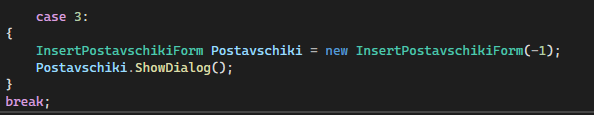 case 3:
{
InsertPostavschikiForm Postavschiki = new InsertPostavschikiForm(-1);
Postavschiki.ShowDialog();
}
break;